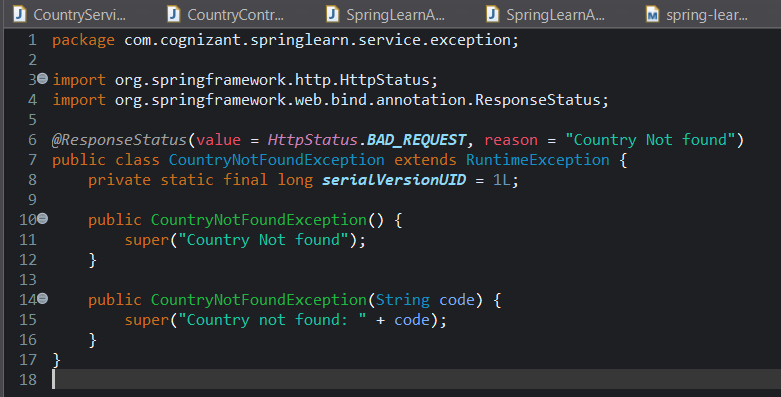 CountryServi... CountryContr... SpringLearnA... SpringLearnA... spring-lear...
1 package com.cognizant.springlearn.service.exception;
2
3 import org.springframework.http.HttpStatus;
4 import org.springframework.web.bind.annotation.ResponseStatus;
5
6 @ResponseStatus(value = HttpStatus.BAD_REQUEST, reason = "Country Not found")
7 public class CountryNotFoundException extends RuntimeException {
8     private static final long serialVersionUID = 1L;
9
10     public CountryNotFoundException() {
11         super("Country Not found");
12     }
13
14     public CountryNotFoundException(String code) {
15         super("Country not found: " + code);
16     }
17 }
18